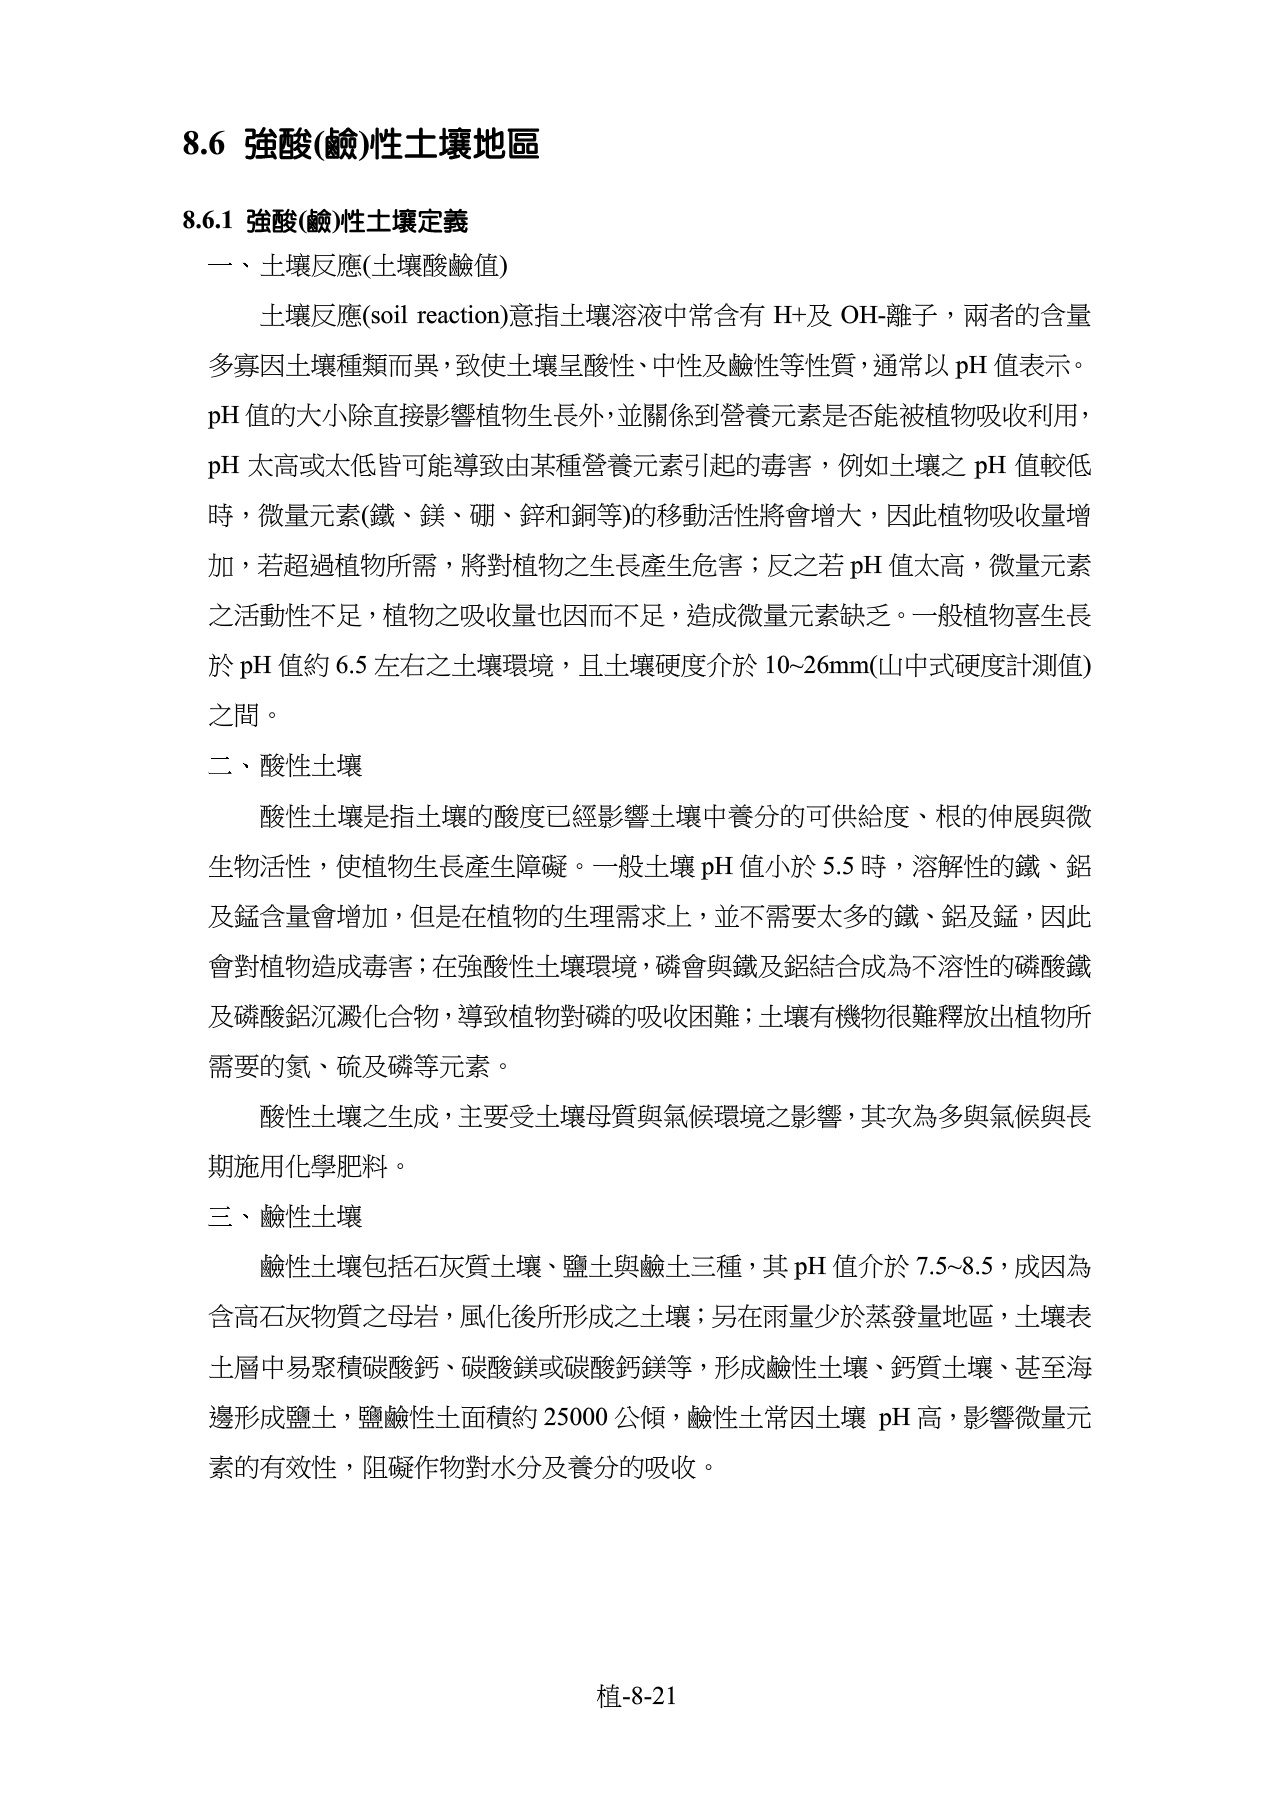 8.6 強酸(鹼)性土壤地區
8.6.1 強酸(鹼)性土壤定義
一、土壤反應(土壤酸鹼值)
土壤反應(soil reaction)意指土壤溶液中常含有 H+及 OH-離子，兩者的含量
多寡因土壤種類而異，致使土壤呈酸性、中性及鹼性等性質，通常以 pH 值表示。
pH 值的大小除直接影響植物生長外，並關係到營養元素是否能被植物吸收利用，
pH 太高或太低皆可能導致由某種營養元素引起的毒害，例如土壤之 pH 值較低
時，微量元素(鐵、鎂、硼、鋅和銅等)的移動活性將會增大，因此植物吸收量增
加，若超過植物所需，將對植物之生長產生危害；反之若 pH 值太高，微量元素
之活動性不足，植物之吸收量也因而不足，造成微量元素缺乏。一般植物喜生長
於 pH 值約 6.5 左右之土壤環境，且土壤硬度介於 10~26mm(山中式硬度計測值)
之間。
二、酸性土壤
酸性土壤是指土壤的酸度已經影響土壤中養分的可供給度、根的伸展與微
生物活性，使植物生長產生障礙。一般土壤 pH 值小於 5.5 時，溶解性的鐵、鋁
及錳含量會增加，但是在植物的生理需求上，並不需要太多的鐵、鋁及錳，因此
會對植物造成毒害；在強酸性土壤環境，磷會與鐵及鋁結合成為不溶性的磷酸鐵
及磷酸鋁沉澱化合物，導致植物對磷的吸收困難；土壤有機物很難釋放出植物所
需要的氮、硫及磷等元素。
酸性土壤之生成，主要受土壤母質與氣候環境之影響，其次為多與氣候與長
期施用化學肥料。
三、鹼性土壤
鹼性土壤包括石灰質土壤、鹽土與鹼土三種，其 pH 值介於 7.5~8.5，成因為
含高石灰物質之母岩，風化後所形成之土壤；另在雨量少於蒸發量地區，土壤表
土層中易聚積碳酸鈣、碳酸鎂或碳酸鈣鎂等，形成鹼性土壤、鈣質土壤、甚至海
邊形成鹽土，鹽鹼性土面積約 25000 公傾，鹼性土常因土壤 pH 高，影響微量元
素的有效性，阻礙作物對水分及養分的吸收。
植-8-21